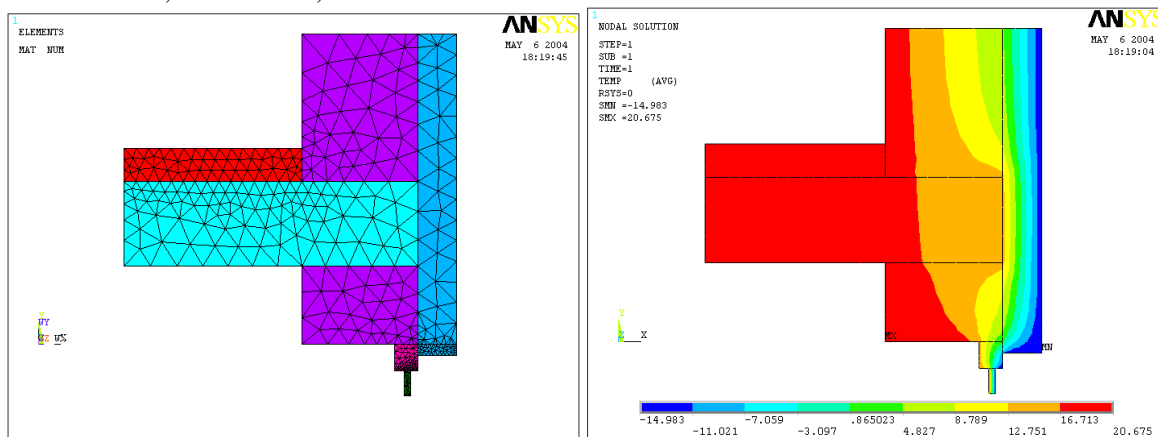 1
ELEMENTS
MAT NUM
ANSYS
MAY 6 2004
18:19:45
Y
X
1
NODAL SOLUTION
STEP=1
SUB =1
TIME=1
TEMP (AVG)
RSYS=0
SMN =-14.983
SMX =20.675
ANSYS
MAY 6 2004
18:19:04
Y
Z X
MX
MN
-14.983 -7.059 .865023 8.789 16.713
-11.021 -3.097 4.827 12.751 20.675